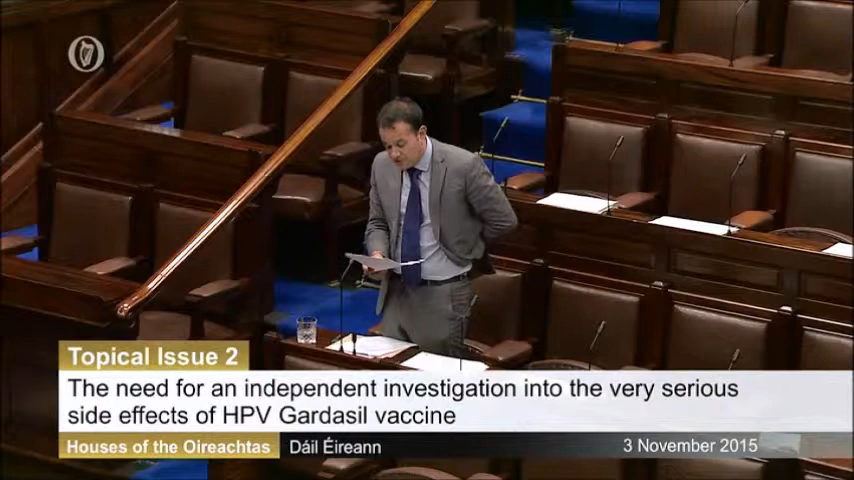 Topical Issue 2
The need for an independent investigation into the very serious
side effects of HPV Gardasil vaccine
Houses of the Oireachtas
Dáil Éireann
3 November 2015